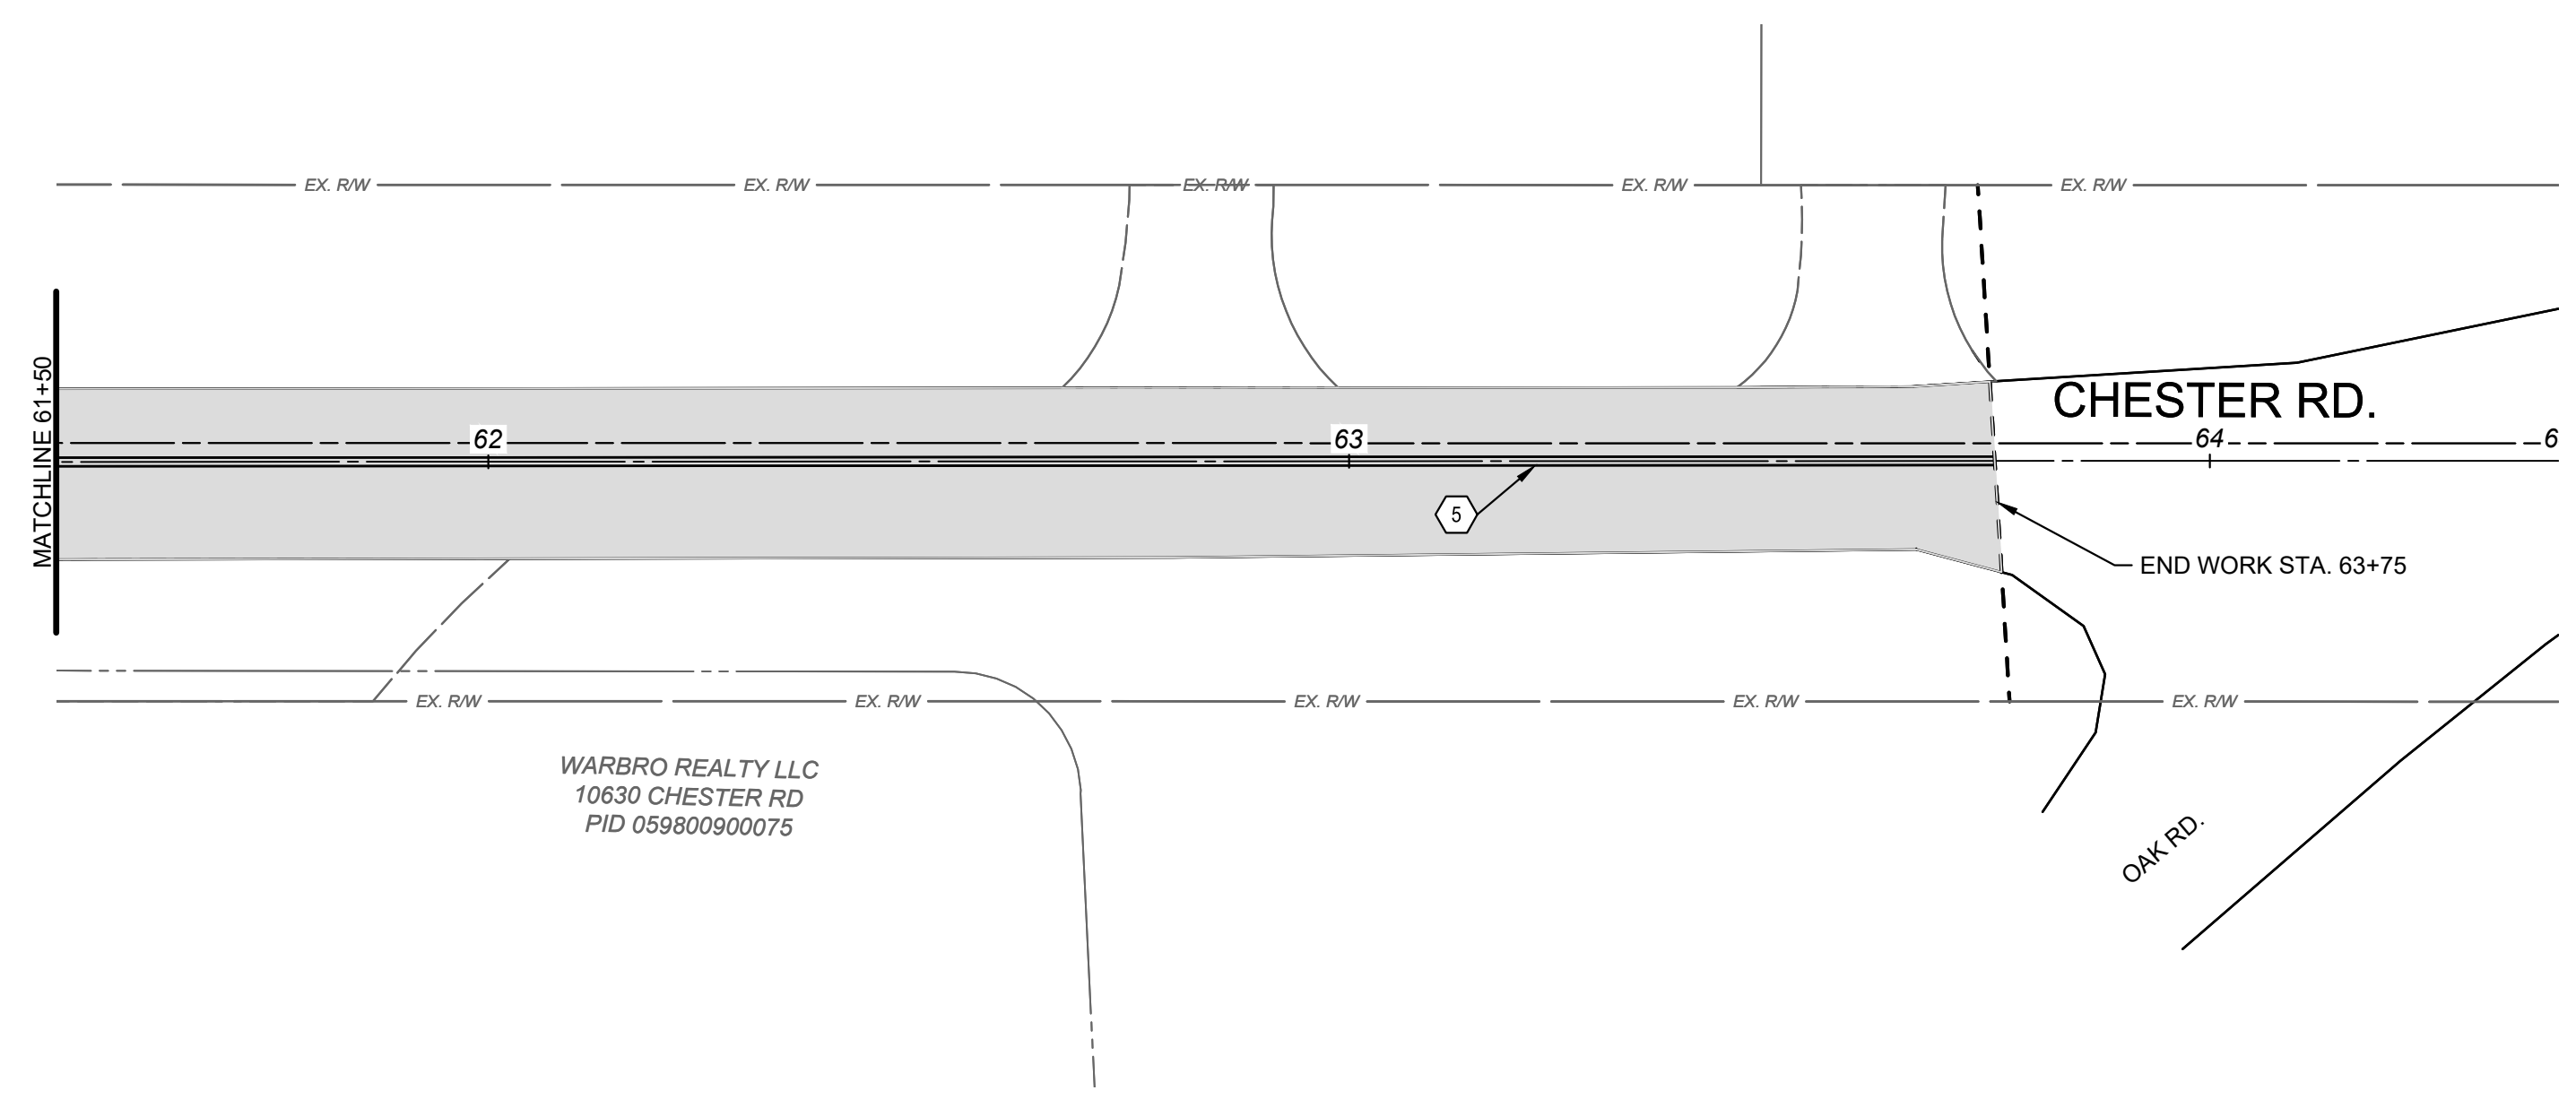 EX. R/W EX. R/W EX. R/W EX. R/W EX. R/W
MATCHLINE 61+50
CHESTER RD.
62 63 64 6
5
END WORK STA. 63+75
EX. R/W EX. R/W EX. R/W EX. R/W EX. R/W
WARBRO REALTY LLC
10630 CHESTER RD
PID 059800900075
OAK RD.